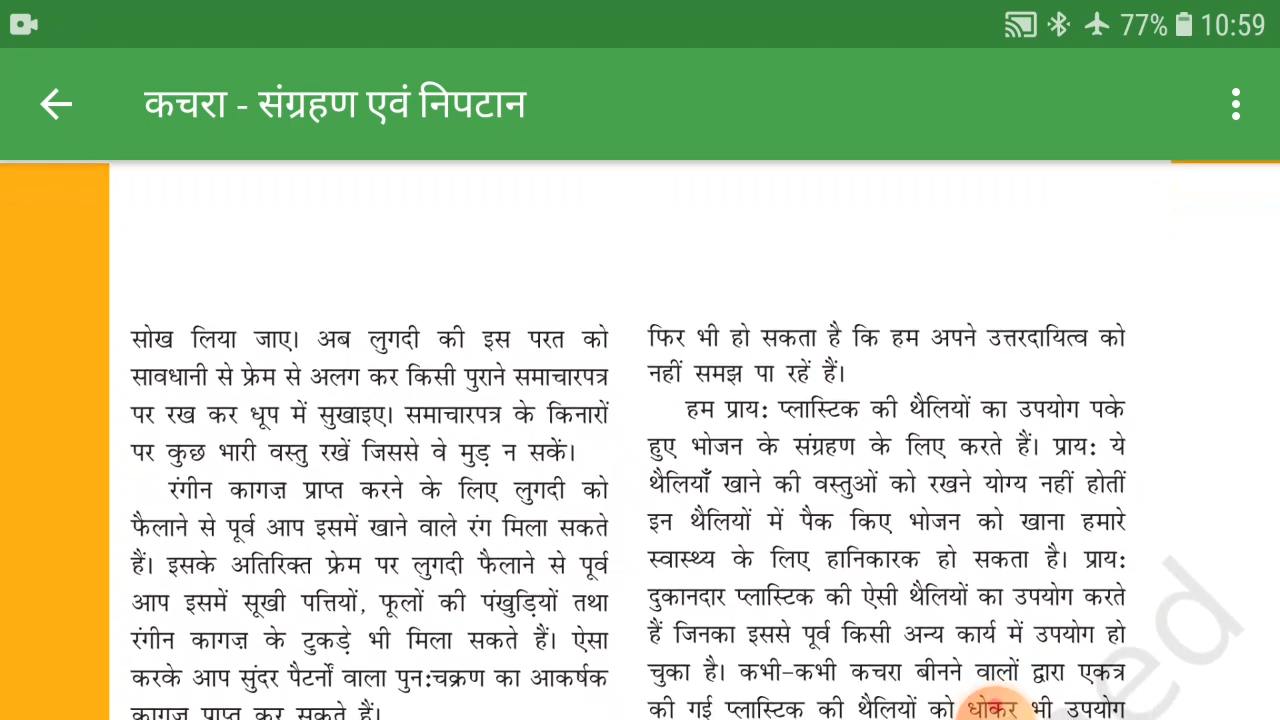 77% 10:59
कचरा - संग्रहण एवं निपटान
सोख लिया जाए। अब लुगदी की इस परत को
सावधानी से फ्रेम से अलग कर किसी पुराने समाचारपत्र
पर रख कर धूप में सुखाइए। समाचारपत्र के किनारों
पर कुछ भारी वस्तु रखें जिससे वे मुड़ न सकें।
रंगीन कागज़ प्राप्त करने के लिए लुगदी को
फैलाने से पूर्व आप इसमें खाने वाले रंग मिला सकते
हैं। इसके अतिरिक्त फ्रेम पर लुगदी फैलाने से पूर्व
आप इसमें सूखी पत्तियों, फूलों की पंखुड़ियों तथा
रंगीन कागज़ के टुकड़े भी मिला सकते हैं। ऐसा
करके आप सुंदर पैटर्नों वाला पुन:चक्रण का आकर्षक
कागज़ प्राप्त कर सकते हैं।
फिर भी हो सकता है कि हम अपने उत्तरदायित्व को
नहीं समझ पा रहें हैं।
हम प्राय: प्लास्टिक की थैलियों का उपयोग पके
हुए भोजन के संग्रहण के लिए करते हैं। प्राय: ये
थैलियाँ खाने की वस्तुओं को रखने योग्य नहीं होतीं
इन थैलियों में पैक किए भोजन को खाना हमारे
स्वास्थ्य के लिए हानिकारक हो सकता है। प्राय:
दुकानदार प्लास्टिक की ऐसी थैलियों का उपयोग करते
हैं जिनका इससे पूर्व किसी अन्य कार्य में उपयोग हो
चुका है। कभी-कभी कचरा बीनने वालों द्वारा एकत्र
की गई प्लास्टिक की थैलियों को धोकर भी उपयोग
ed